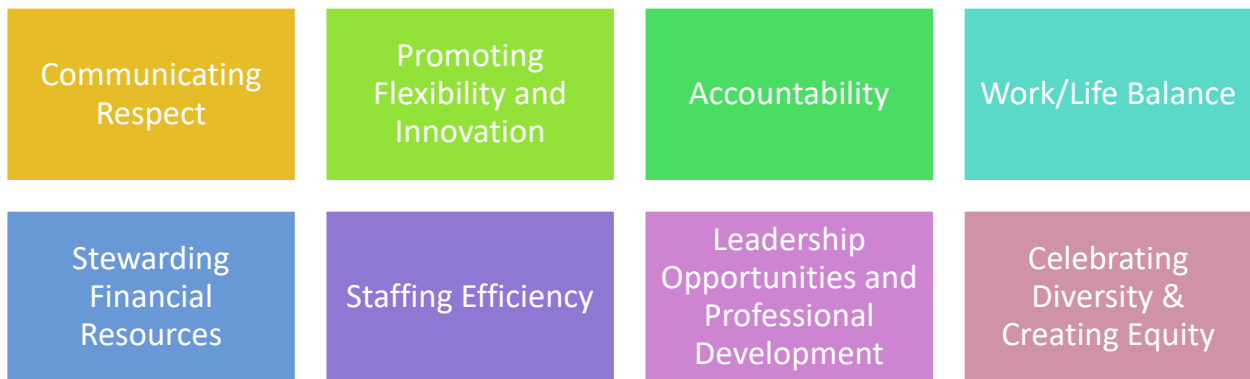 Communicating
Respect
Promoting
Flexibility and
Innovation
Accountability
Work/Life Balance
Stewarding
Financial
Resources
Staffing Efficiency
Leadership
Opportunities and
Professional
Development
Celebrating
Diversity &
Creating Equity